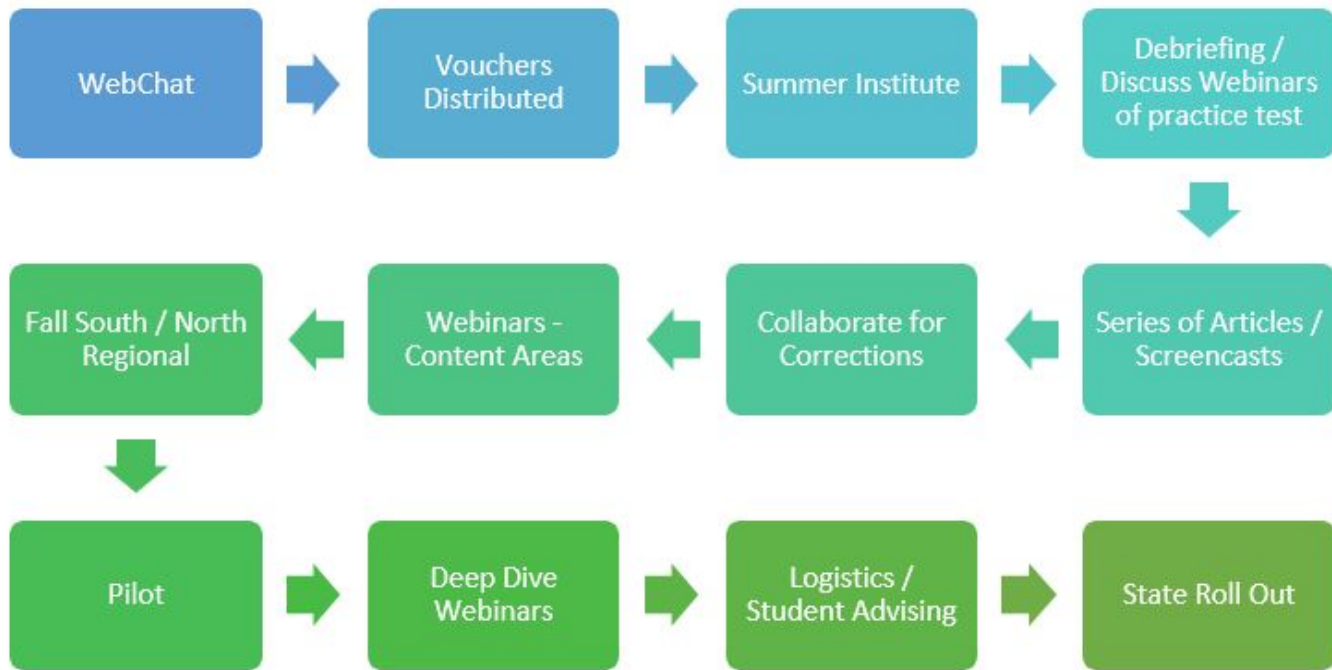 WebChat
Vouchers
Distributed
Summer Institute
Debriefing /
Discuss Webinars
of practice test
Series of Articles /
Screencasts
Collaborate for
Corrections
Webinars -
Content Areas
Fall South / North
Regional
Pilot
Deep Dive
Webinars
Logistics /
Student Advising
State Roll Out